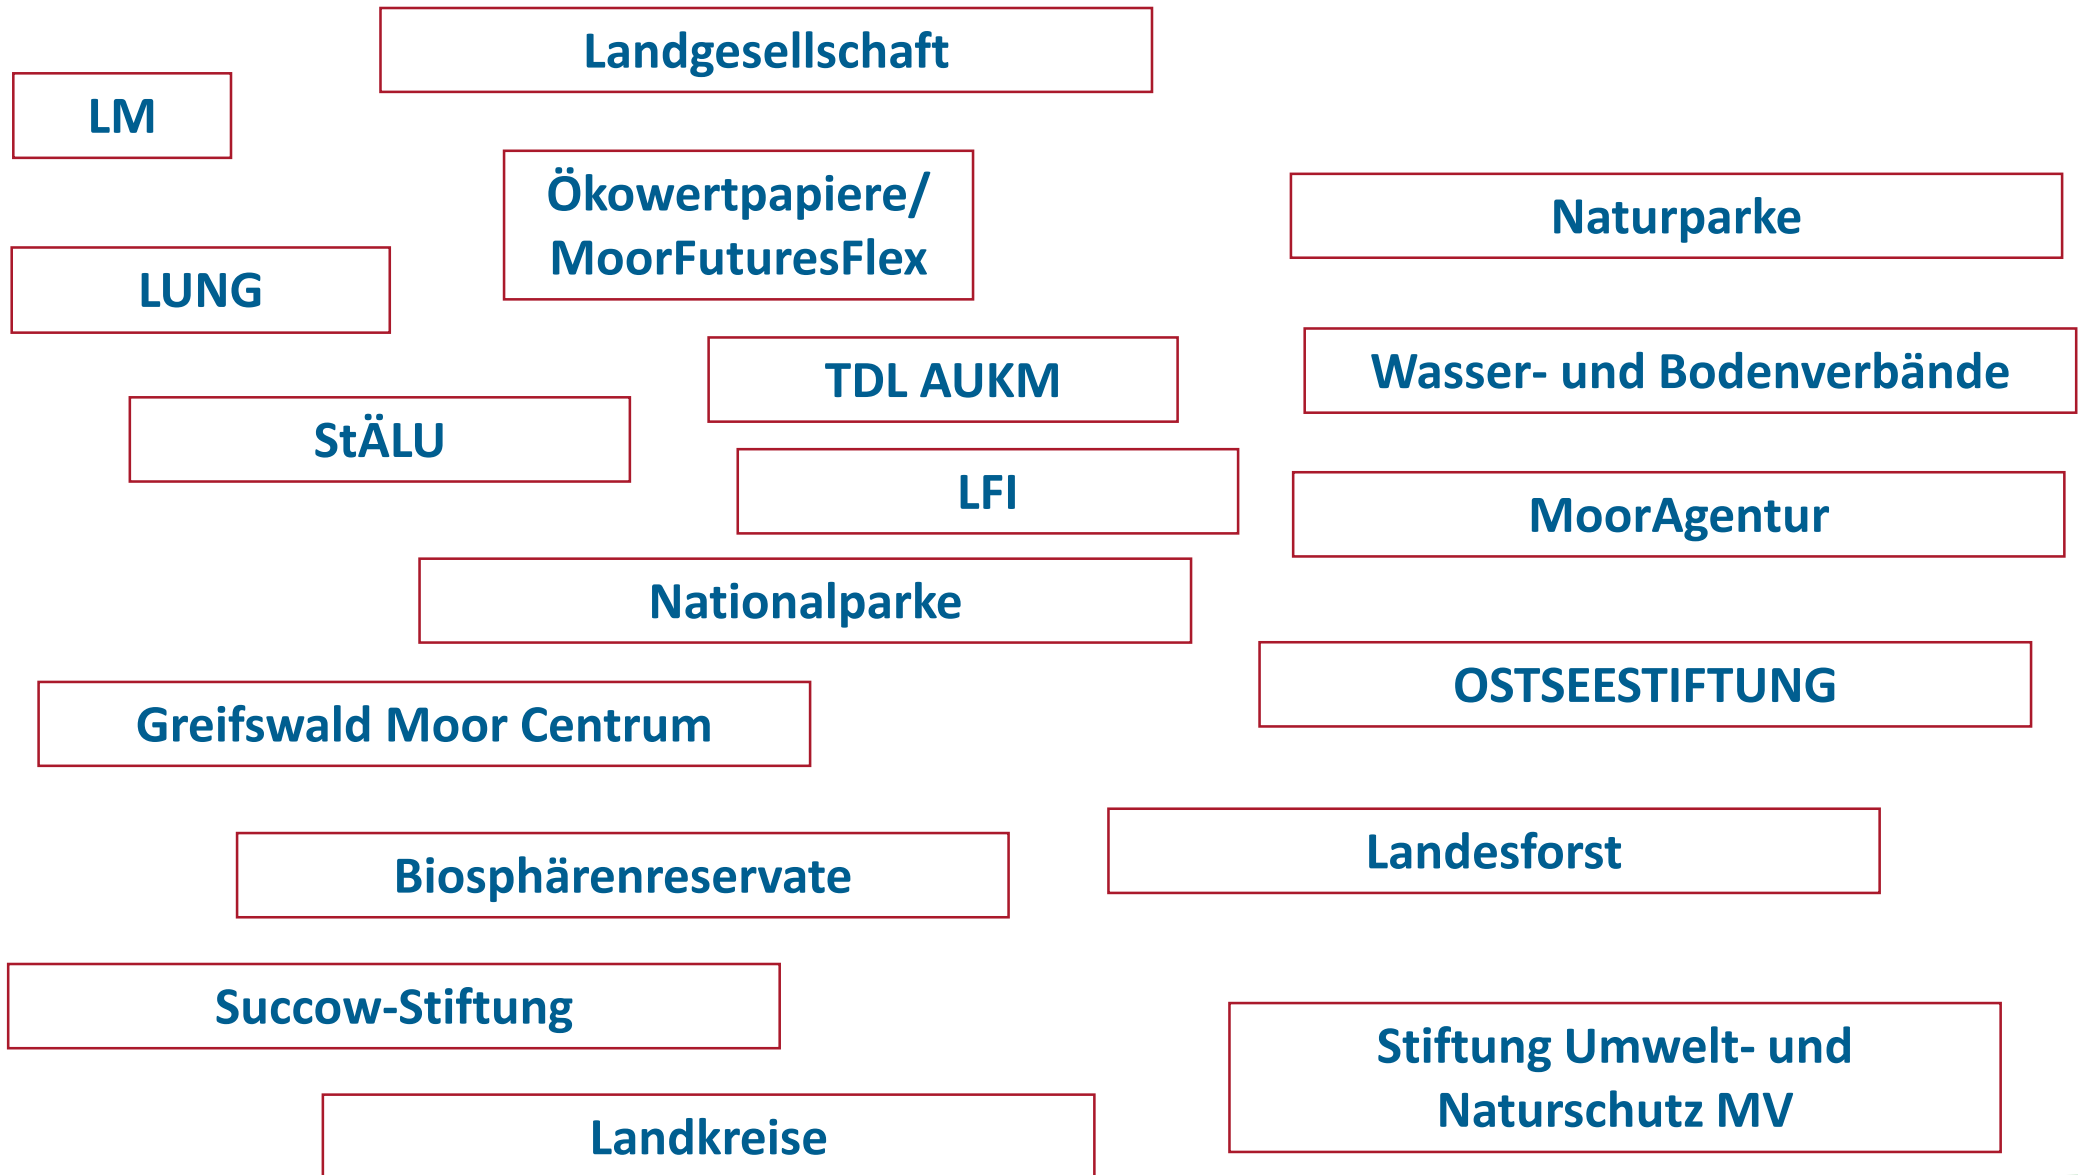 Landgesellschaft
LM
Ökowertpapiere/
MoorFuturesFlex
Naturparke
LUNG
TDL AUKM
Wasser- und Bodenverbände
StÄLU
LFI
MoorAgentur
Nationalparke
OSTSEESTIFTUNG
Greifswald Moor Centrum
Landesforst
Biosphärenreservate
Succow-Stiftung
Stiftung Umwelt- und
Naturschutz MV
Landkreise